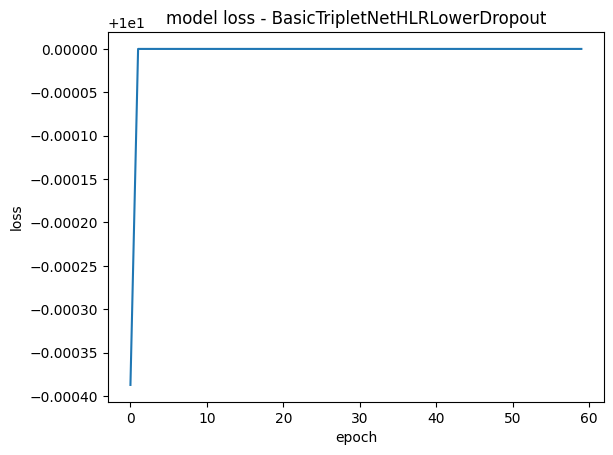 model loss - BasicTripletNetHLRLowerDropout
+1e1
0.00000
−0.00005
−0.00010
−0.00015
−0.00020
−0.00025
−0.00030
−0.00035
−0.00040
loss
0 10 20 30 40 50 60
epoch